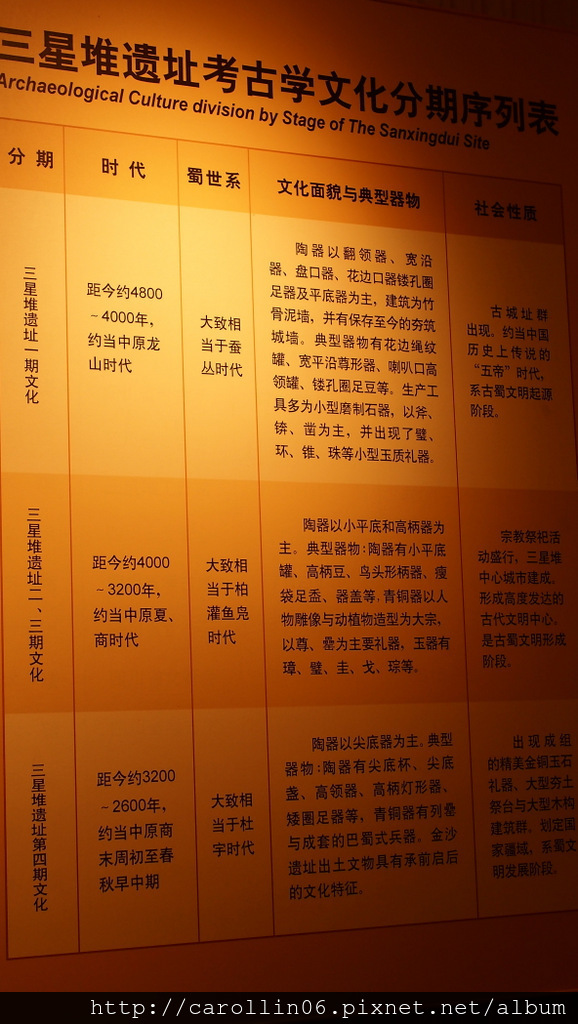 三星堆遗址考古学文化分期序列表
Archaeological Culture division by Stage of The Sanxingdui Site
分 期
时 代
蜀世系
文化面貌与典型器物
社会性质
三星堆遗址一期文化
距今约4800
~4000年,
约当中原龙
山时代
大致相
当于蚕
丛时代
陶器以翻领器、宽沿
器、盘口器、花边口器镂孔圈
足器及平底器为主，建筑为竹
骨泥墙，并有保存至今的夯筑
城墙。典型器物有花边绳纹
罐、宽平沿尊形器、喇叭口高
领罐、镂孔圈足豆等。生产工
具多为小型磨制石器，以斧、
锛、凿为主，并出现了璧、
环、锥、珠等小型玉质礼器。
古城址群
出现。约当中国
历史上传说的
“五帝”时代，
系古蜀文明起源
阶段。
三星堆遗址二、三期文化
距今约4000
~3200年,
约当中原夏、
商时代
大致相
当于柏
灌鱼凫
时代
陶器以小平底和高柄器为
主。典型器物:陶器有小平底
罐、高柄豆、鸟头形柄器、瘦
袋足盉、器盖等,青铜器以人
物雕像与动植物造型为大宗，
以尊、罍为主要礼器，玉器有
璋、璧、圭、戈、琮等。
宗教祭祀活
动盛行，三星堆
中心城市建成，
形成高度发达的
古代文明中心，
是古蜀文明形成
阶段。
三星堆遗址第四期文化
距今约3200
~2600年,
约当中原商
末周初至春
秋早中期
大致相
当于杜
宇时代
陶器以尖底器为主。典型
器物:陶器有尖底杯、尖底
盏、高领器、高柄灯形器、
矮圈足器等，青铜器有列罍
与成套的巴蜀式兵器。金沙
遗址出土文物具有承前启后
的文化特征。
出现成组
的精美金铜玉石
礼器、大型夯土
祭台与大型木构
建筑群，划定国
家疆域，系蜀文
明发展阶段。
http://carollin06.pixnet.net/album